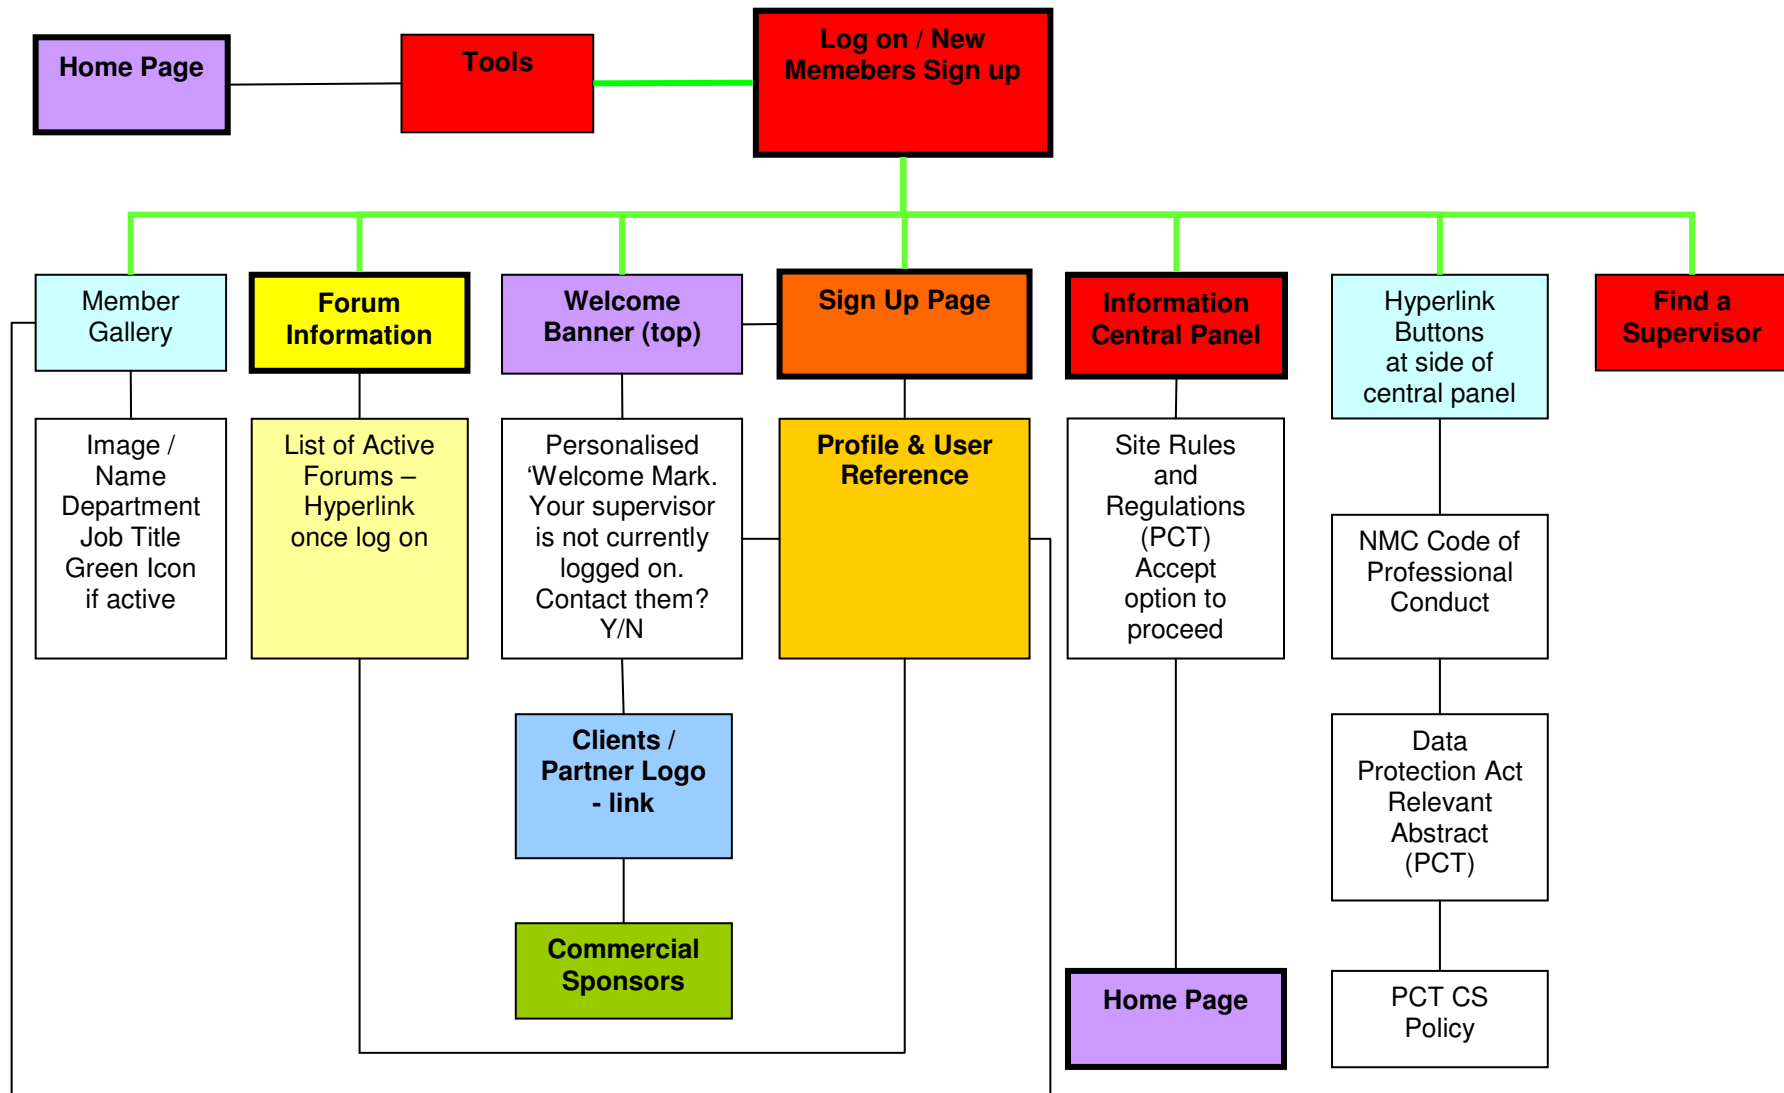 Home Page
Tools
Log on / New
Memebers Sign up
Member
Gallery
Forum
Information
Welcome
Banner (top)
Sign Up Page
Information
Central Panel
Hyperlink
Buttons
at side of
central panel
Find a
Supervisor
Image /
Name
Department
Job Title
Green Icon
if active
List of Active
Forums –
Hyperlink
once log on
Personalised
‘Welcome Mark.
Your supervisor
is not currently
logged on.
Contact them?
Y/N
Profile & User
Reference
Site Rules
and
Regulations
(PCT)
Accept
option to
proceed
NMC Code of
Professional
Conduct
Clients /
Partner Logo
- link
Data
Protection Act
Relevant
Abstract
(PCT)
Commercial
Sponsors
Home Page
PCT CS
Policy